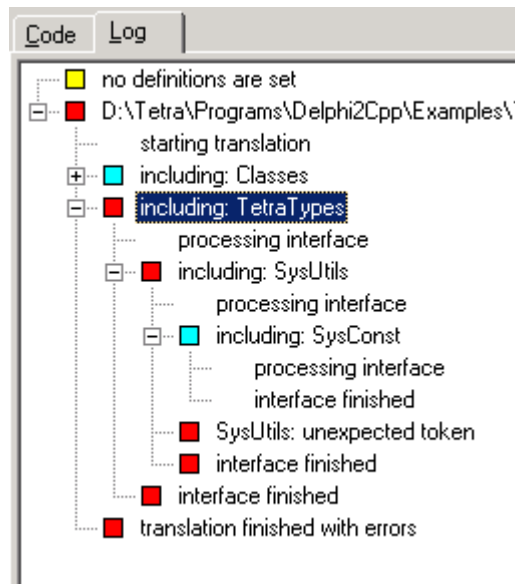 Code Log
no definitions are set
D:\Tetra\Programs\Delphi2Cpp\Examples\
starting translation
including: Classes
including: TetraTypes
processing interface
including: SysUtils
processing interface
including: SysConst
processing interface
interface finished
SysUtils: unexpected token
interface finished
interface finished
translation finished with errors